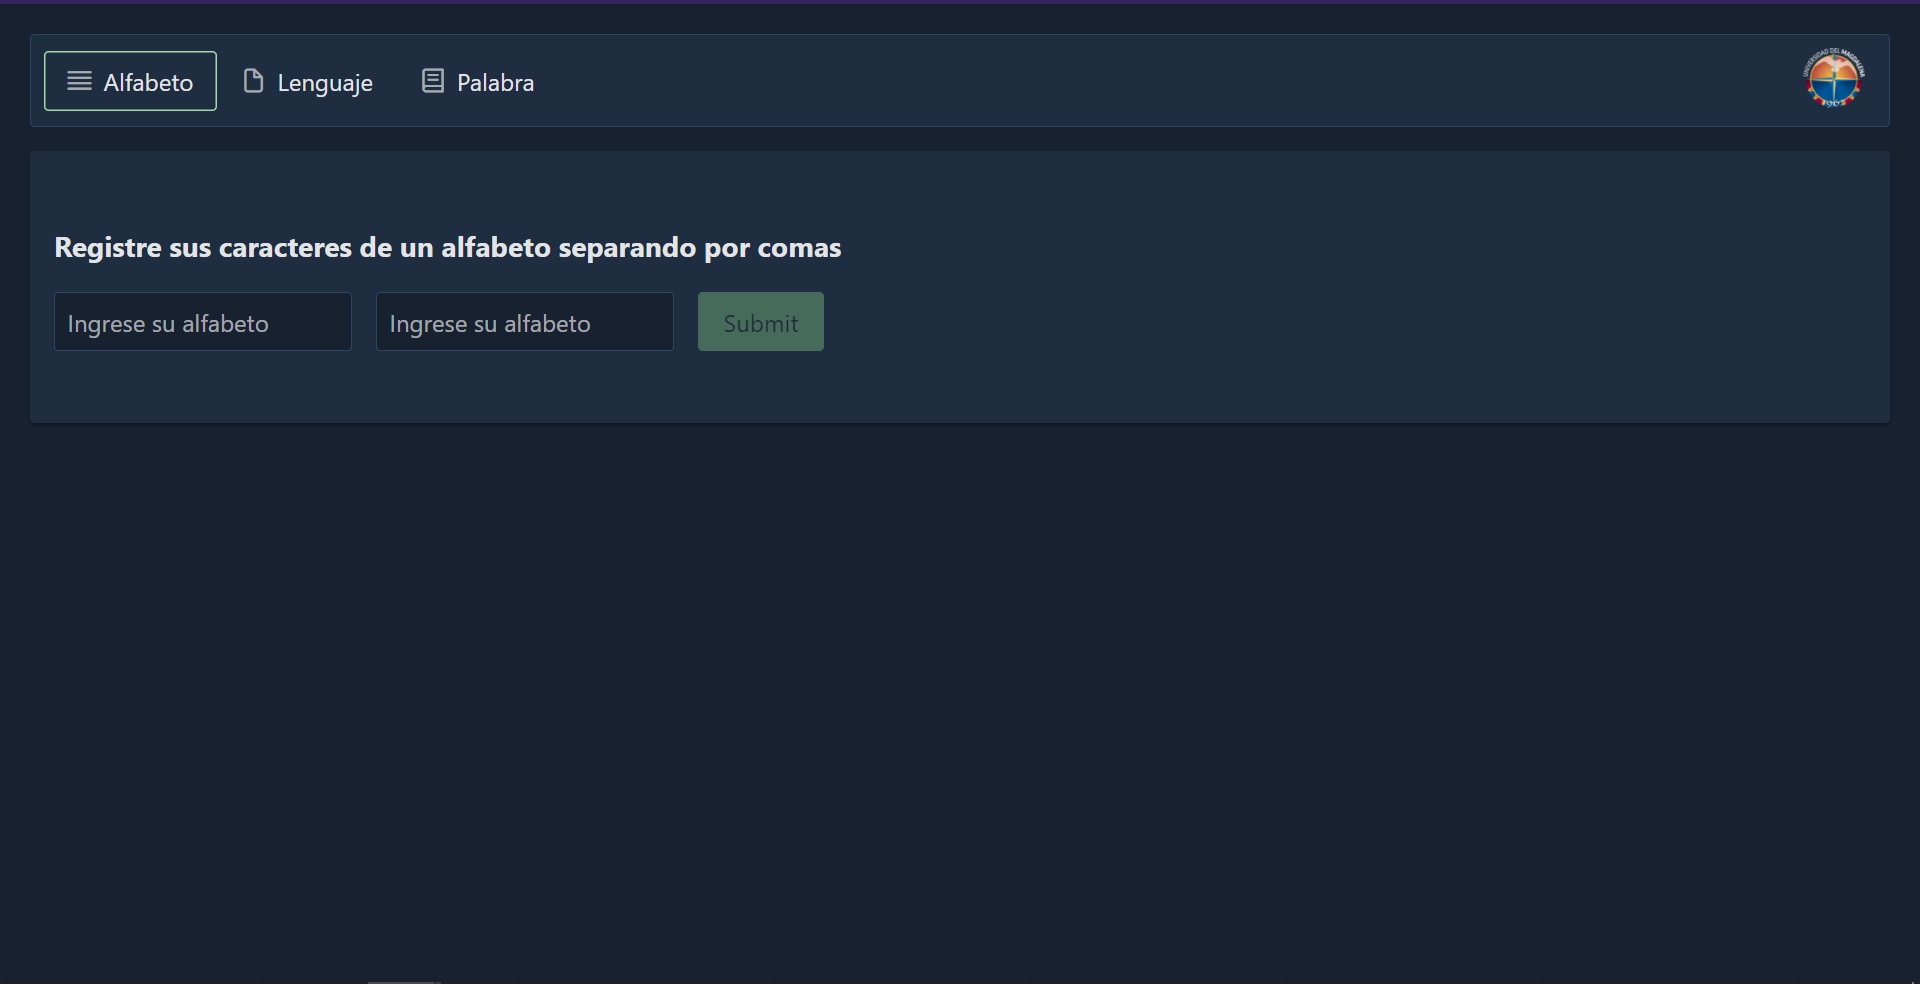 Alfabeto
Lenguaje
Palabra
UNIVERSIDAD DEL MAGDALENA
Registre sus caracteres de un alfabeto separando por comas
Ingrese su alfabeto
Ingrese su alfabeto
Submit